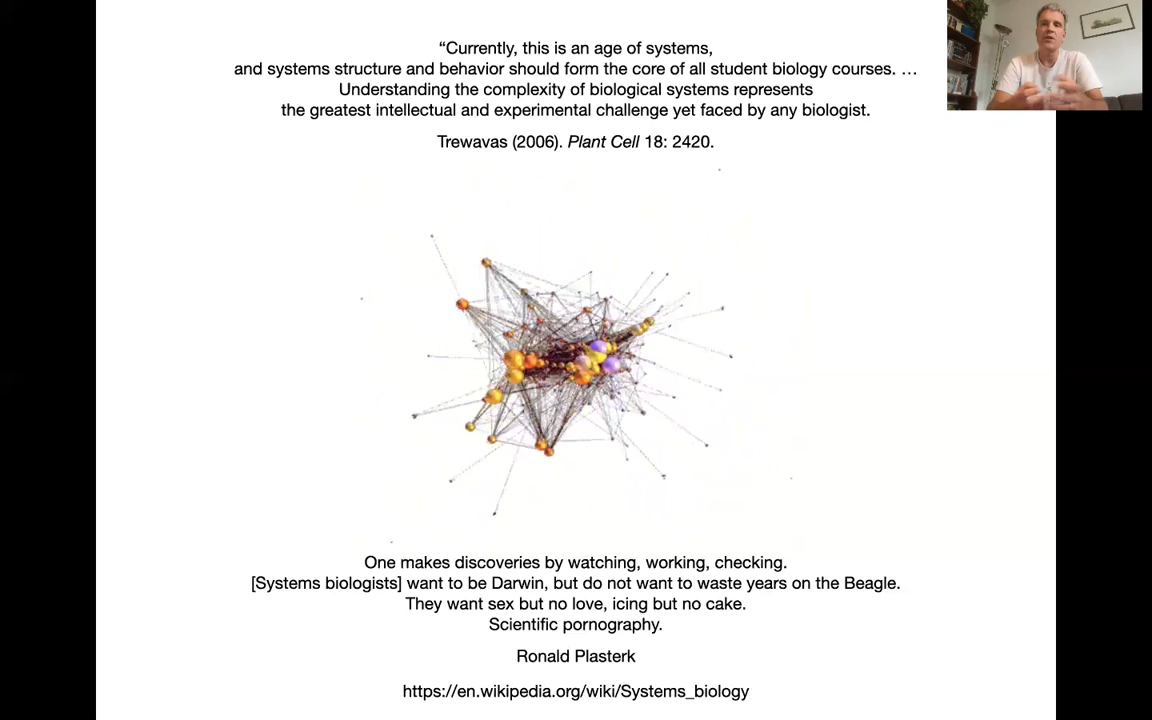 “Currently, this is an age of systems,
and systems structure and behavior should form the core of all student biology courses. …
Understanding the complexity of biological systems represents
the greatest intellectual and experimental challenge yet faced by any biologist.
Trewavas (2006). Plant Cell 18: 2420.
One makes discoveries by watching, working, checking.
[Systems biologists] want to be Darwin, but do not want to waste years on the Beagle.
They want sex but no love, icing but no cake.
Scientific pornography.
Ronald Plasterk
https://en.wikipedia.org/wiki/Systems_biology